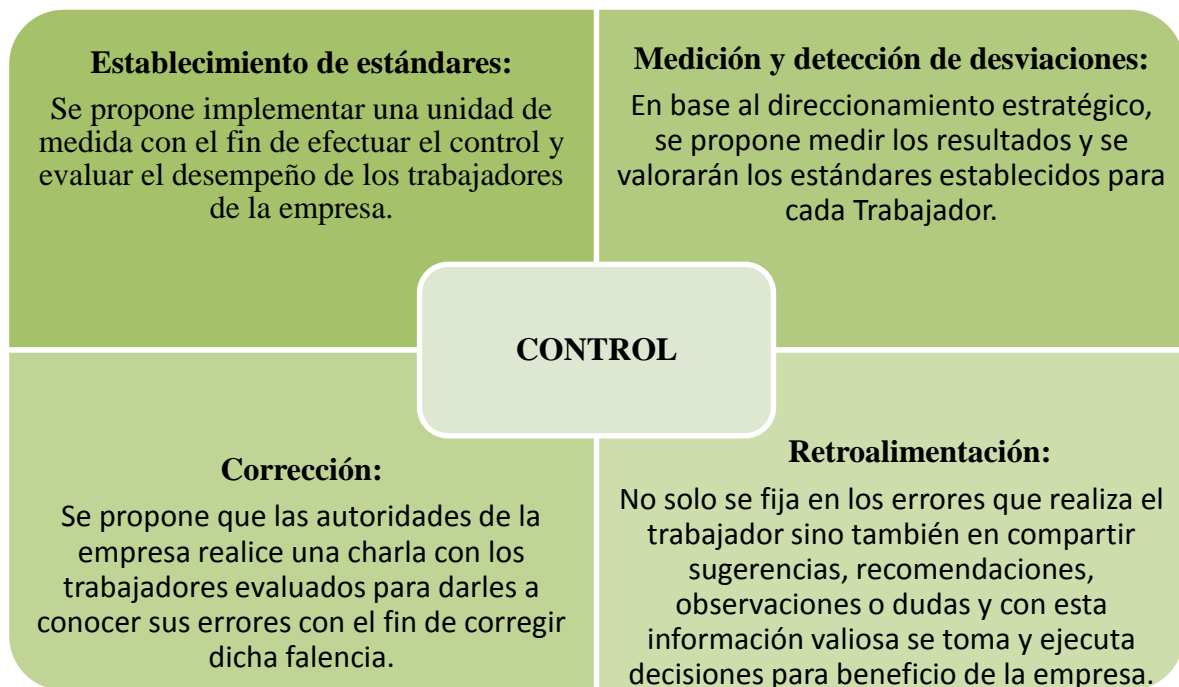 Establecimiento de estándares:
Se propone implementar una unidad de
medida con el fin de efectuar el control y
evaluar el desempeño de los trabajadores
de la empresa.
Medición y detección de desviaciones:
En base al direccionamiento estratégico,
se propone medir los resultados y se
valorarán los estándares establecidos para
cada Trabajador.
CONTROL
Corrección:
Se propone que las autoridades de la
empresa realice una charla con los
trabajadores evaluados para darles a
conocer sus errores con el fin de corregir
dicha falencia.
Retroalimentación:
No solo se fija en los errores que realiza el
trabajador sino también en compartir
sugerencias, recomendaciones,
observaciones o dudas y con esta
información valiosa se toma y ejecuta
decisiones para beneficio de la empresa.